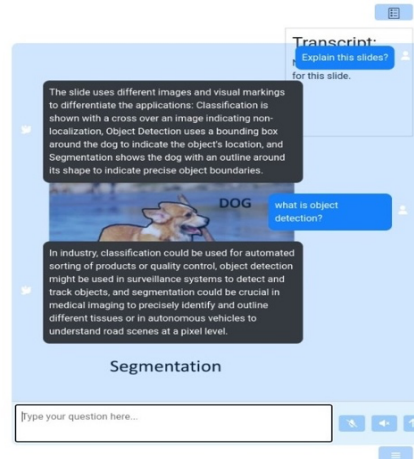 Transcript:
Explain this slides?
for this slide.
The slide uses different images and visual markings
to differentiate the applications: Classification is
shown with a cross over an image indicating non-
localization, Object Detection uses a bounding box
around the dog to indicate the object's location, and
Segmentation shows the dog with an outline around
its shape to indicate precise object boundaries.
DOG
what is object
detection?
In industry, classification could be used for automated
sorting of products or quality control, object detection
might be used in surveillance systems to detect and
track objects, and segmentation could be crucial in
medical imaging to precisely identify and outline
different tissues or in autonomous vehicles to
understand road scenes at a pixel level.
Segmentation
Type your question here...